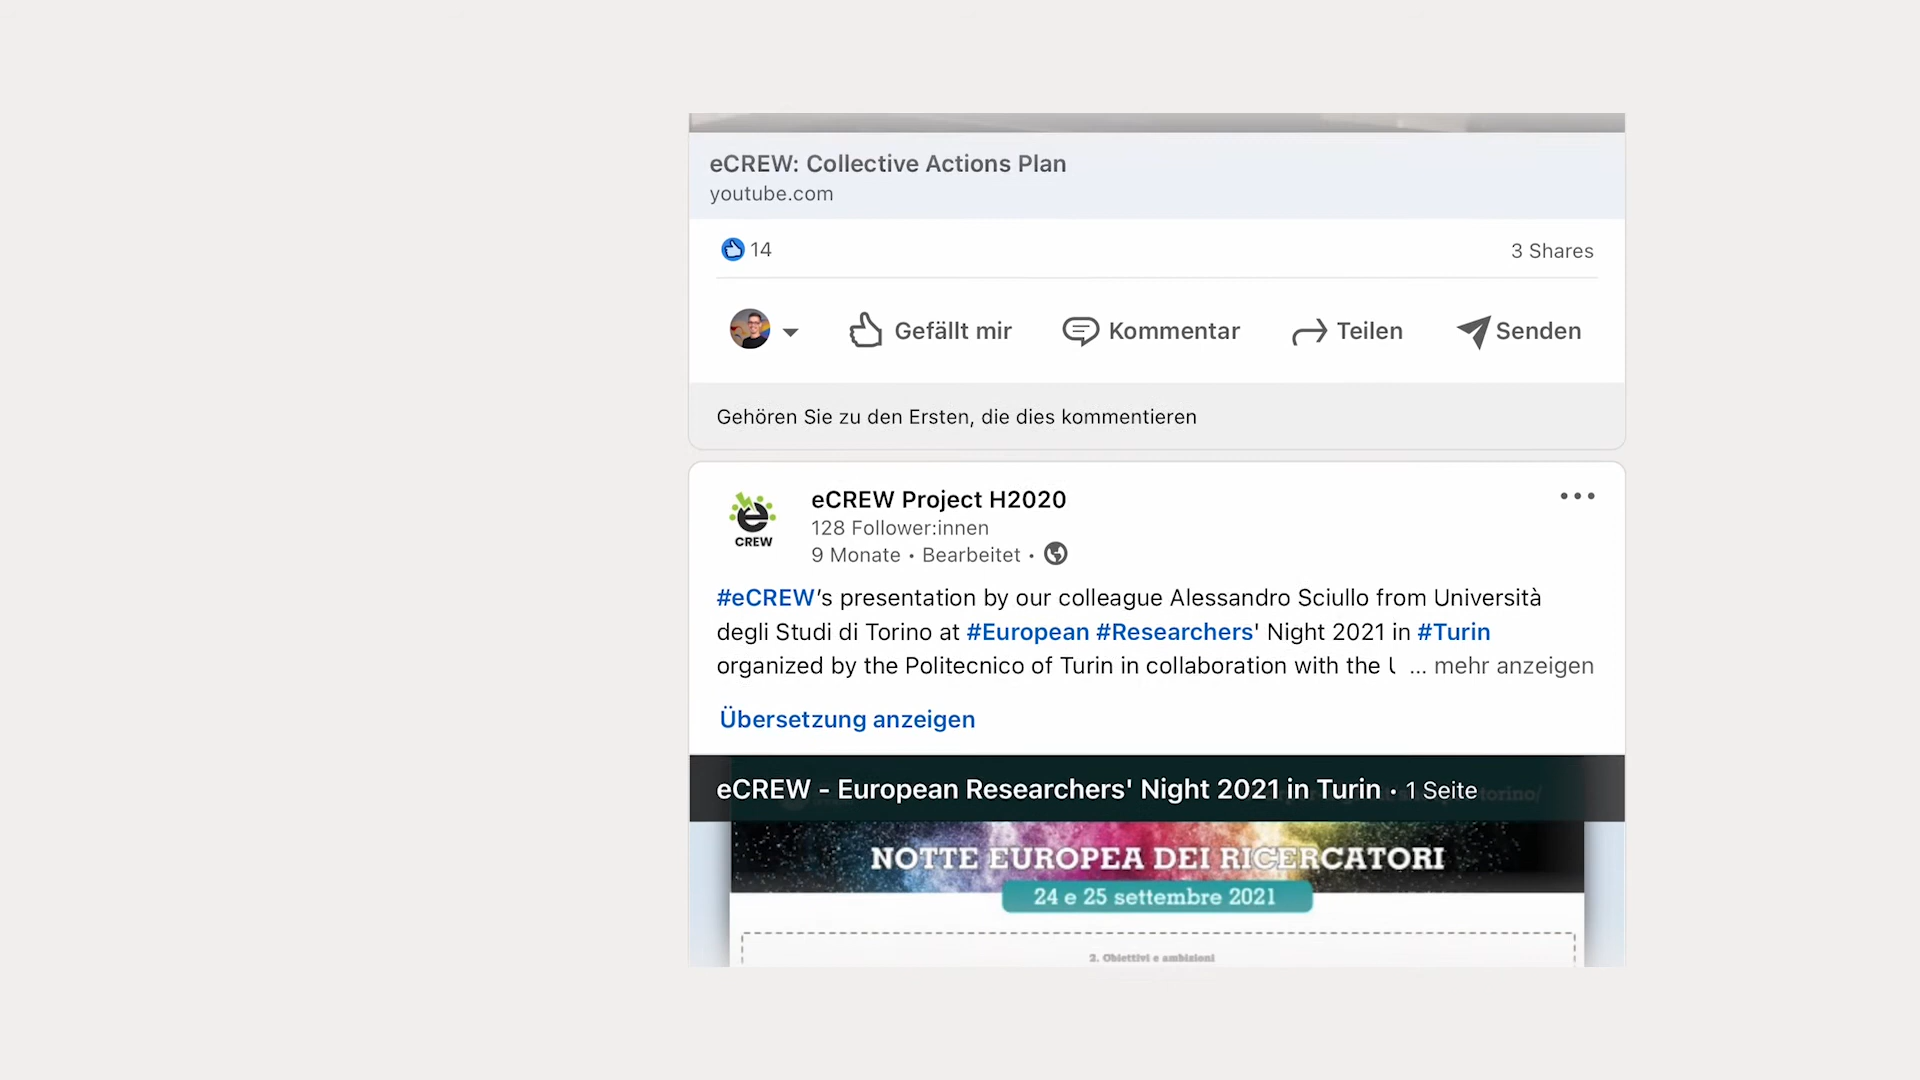 eCREW: Collective Actions Plan
youtube.com
14
3 Shares
Gefällt mir
Kommentar
Teilen
Senden
Gehören Sie zu den Ersten, die dies kommentieren
e
CREW
eCREW Project H2020
128 Follower:innen
9 Monate • Bearbeitet •
#eCREW's presentation by our colleague Alessandro Sciullo from Università
degli Studi di Torino at #European #Researchers' Night 2021 in #Turin
organized by the Politecnico of Turin in collaboration with the ... mehr anzeigen
Übersetzung anzeigen
eCREW - European Researchers' Night 2021 in Turin • 1 Seite
torino/
NOTTE EUROPEA DEI RICERCATORI
24 e 25 settembre 2021
2. Obiettivi e ambizioni